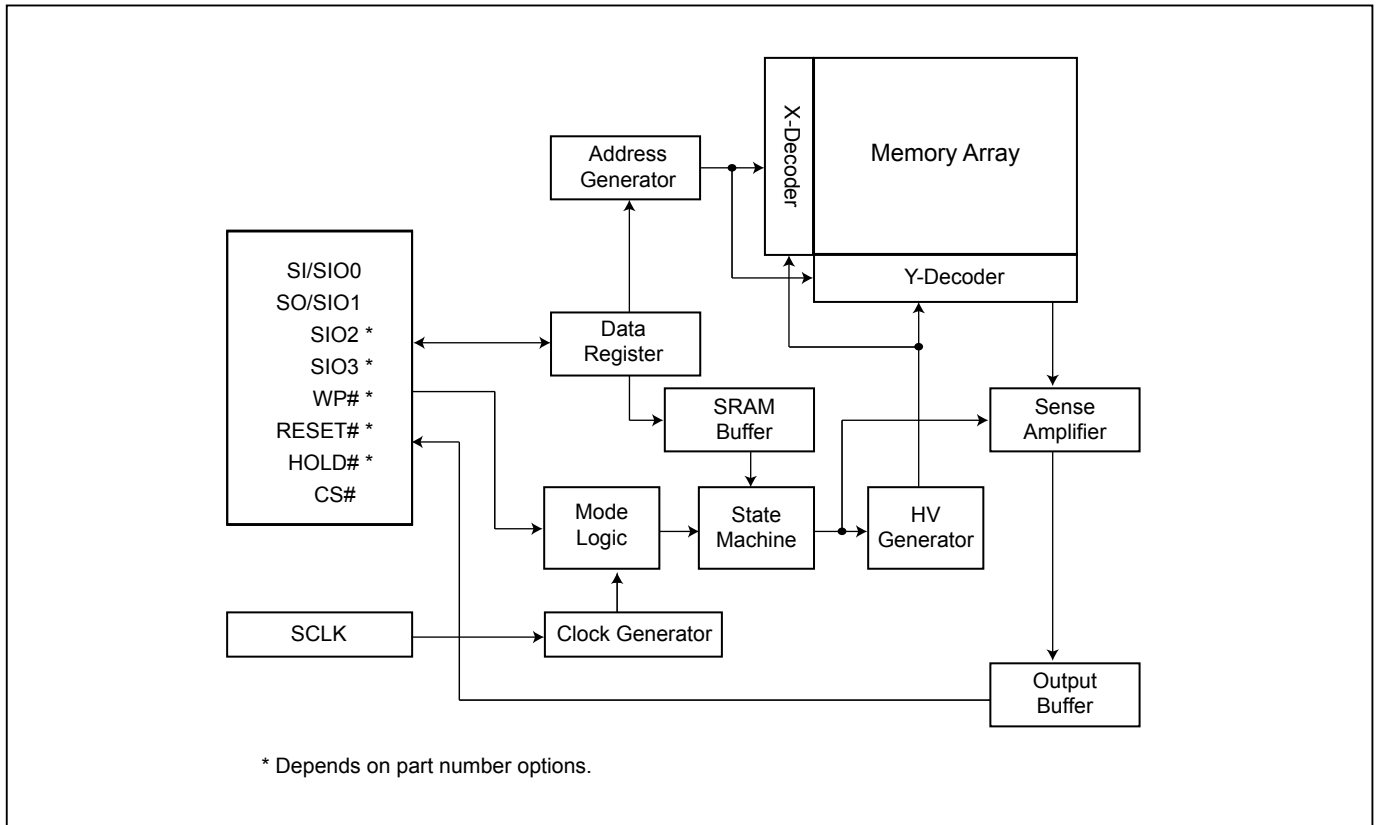 X-Decoder
Memory Array
Address
Generator
Y-Decoder
SI/SIO0
SO/SIO1
SIO2 *
SIO3 *
WP# *
RESET# *
HOLD# *
CS#
Data
Register
SRAM
Buffer
Sense
Amplifier
Mode
Logic
State
Machine
HV
Generator
SCLK
Clock Generator
Output
Buffer
* Depends on part number options.